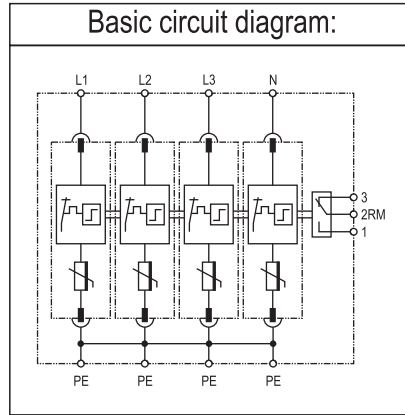 Basic circuit diagram:
L1 L2 L3 N
3
2RM
1
PE PE PE PE